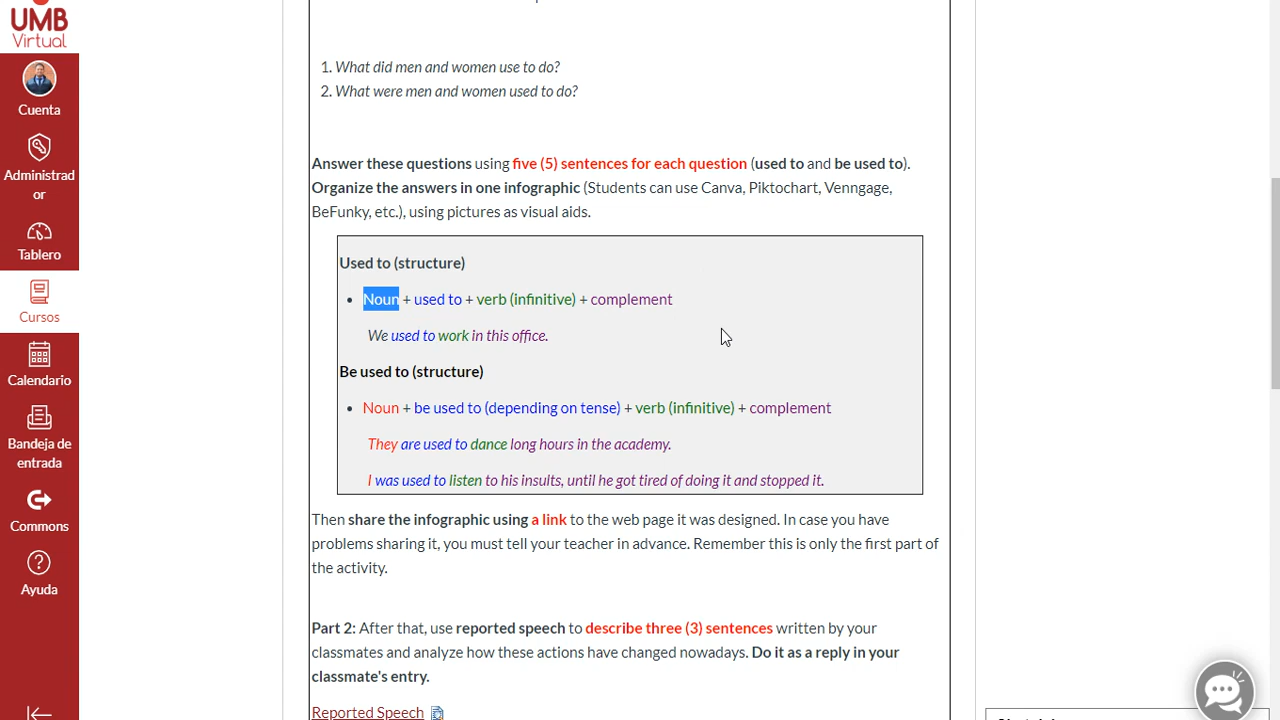 UMB
Virtual
Cuenta
Administrad
or
Tablero
Cursos
Calendario
Bandeja de
entrada
Commons
Ayuda
1. What did men and women use to do?
2. What were men and women used to do?
Answer these questions using five (5) sentences for each question (used to and be used to).
Organize the answers in one infographic (Students can use Canva, Piktochart, Venngage,
BeFunky, etc.), using pictures as visual aids.
Used to (structure)
• Noun + used to + verb (infinitive) + complement
We used to work in this office.
Be used to (structure)
• Noun + be used to (depending on tense) + verb (infinitive) + complement
They are used to dance long hours in the academy.
I was used to listen to his insults, until he got tired of doing it and stopped it.
Then share the infographic using a link to the web page it was designed. In case you have
problems sharing it, you must tell your teacher in advance. Remember this is only the first part of
the activity.
Part 2: After that, use reported speech to describe three (3) sentences written by your
classmates and analyze how these actions have changed nowadays. Do it as a reply in your
classmate's entry.
Reported Speech